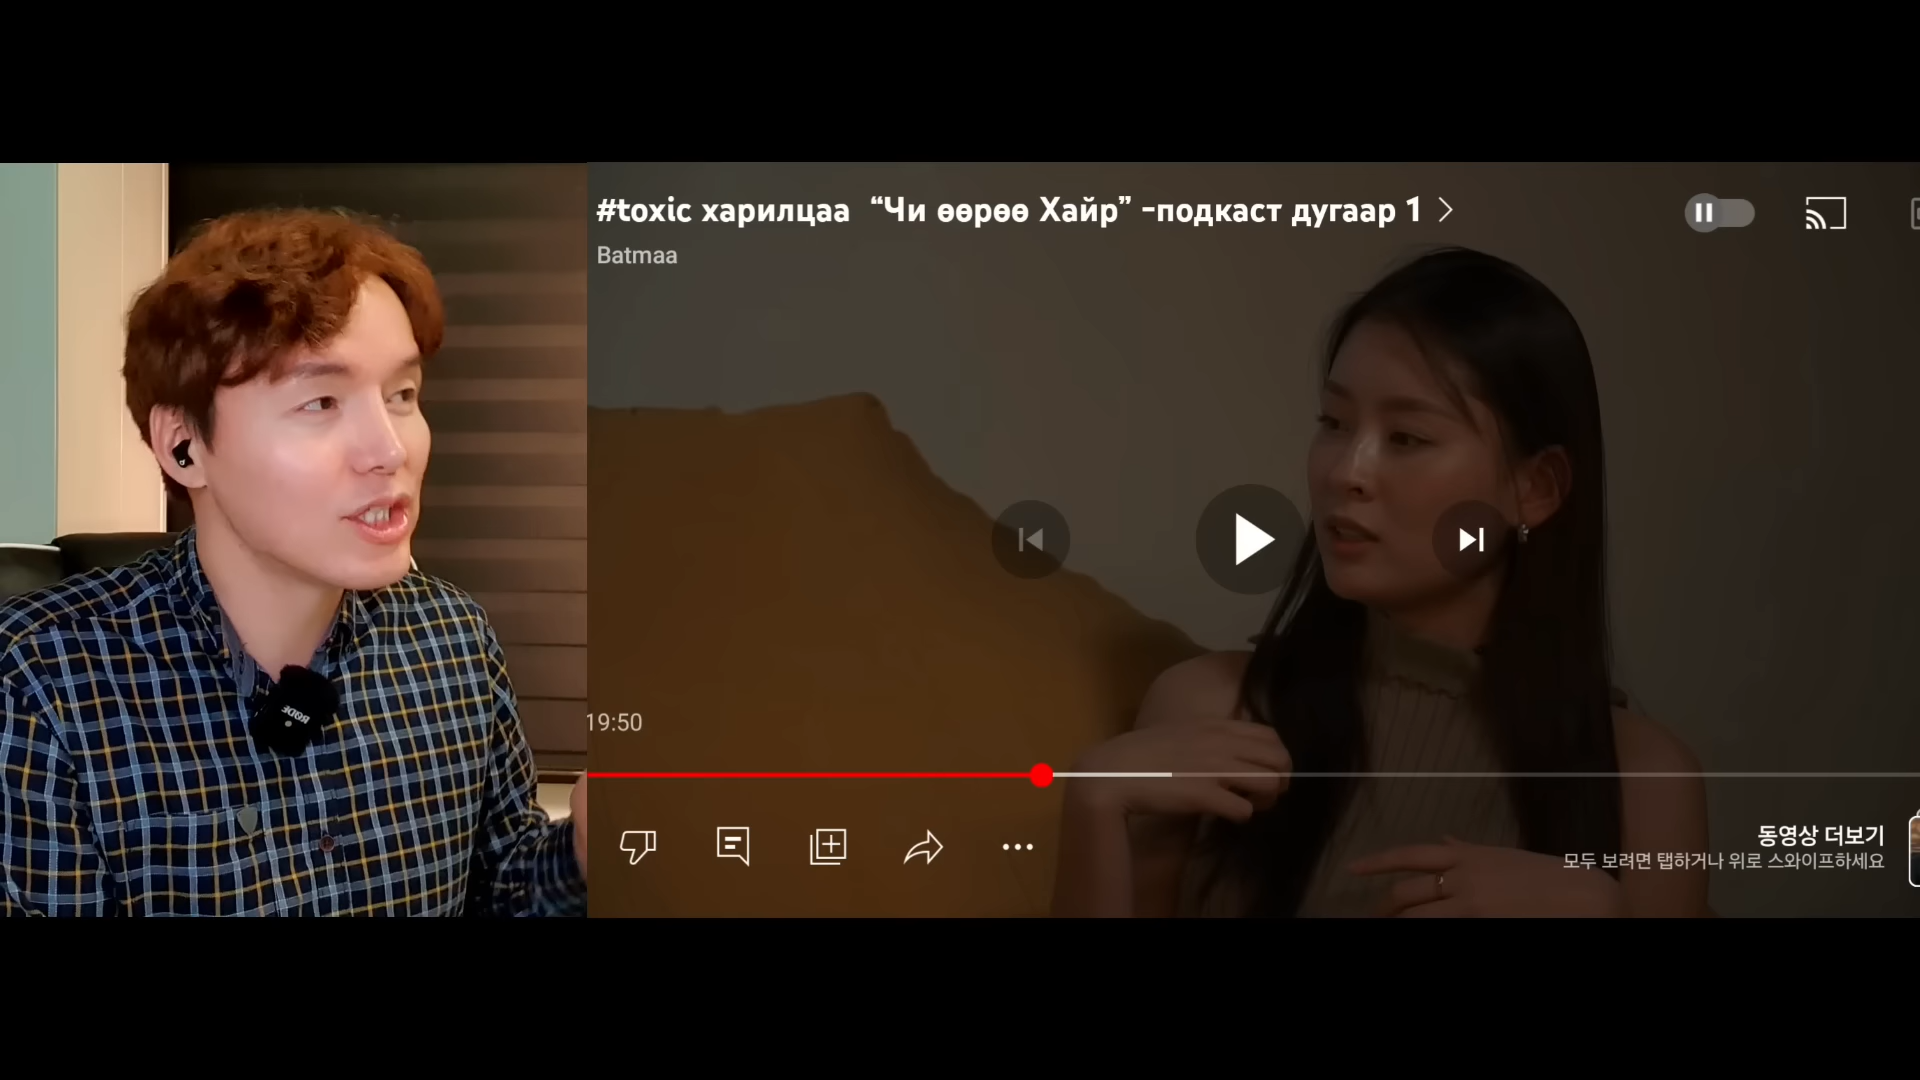 #toxic харилцаа “Чи өөрөө Хайр” -подкаст дугаар 1
Batmaa
RØDE
19:50
동영상 더보기
모두 보려면 탭하거나 위로 스와이프하세요